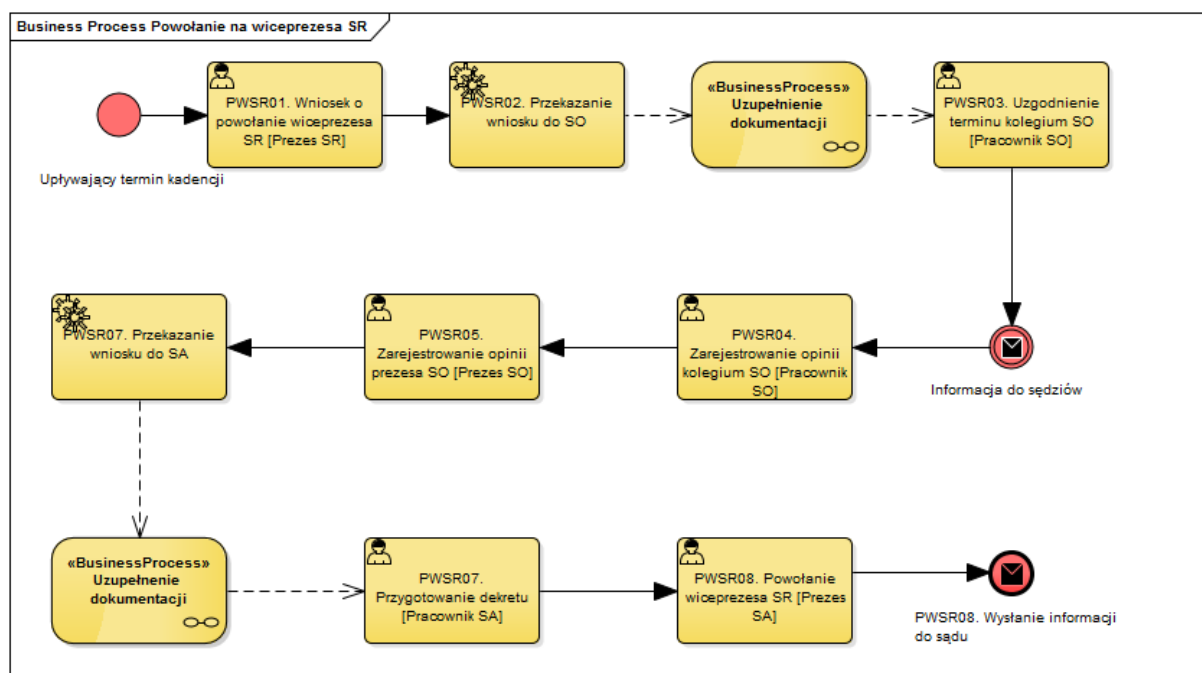 Business Process Powołanie na wiceprezesa SR
PWSR01. Wniosek o
powołanie wiceprezesa
SR [Prezes SR]
PWSR02. Przekazanie
wniosku do SO
«BusinessProcess»
Uzupełnienie
dokumentacji
PWSR03. Uzgodnienie
terminu kolegium SO
[Pracownik SO]
Upływający termin kadencji
PWSR07. Przekazanie
wniosku do SA
PWSR05.
Zarejestrowanie opinii
prezesa SO [Prezes SO]
PWSR04.
Zarejestrowanie opinii
kolegium SO [Pracownik
SO]
Informacja do sędziów
«BusinessProcess»
Uzupełnenie
dokumentacji
PWSR07.
Przygotowanie dekretu
[Pracownik SA]
PWSR08. Powołanie
wiceprezesa SR [Prezes
SA]
PWSR08. Wysłanie informacji
do sądu